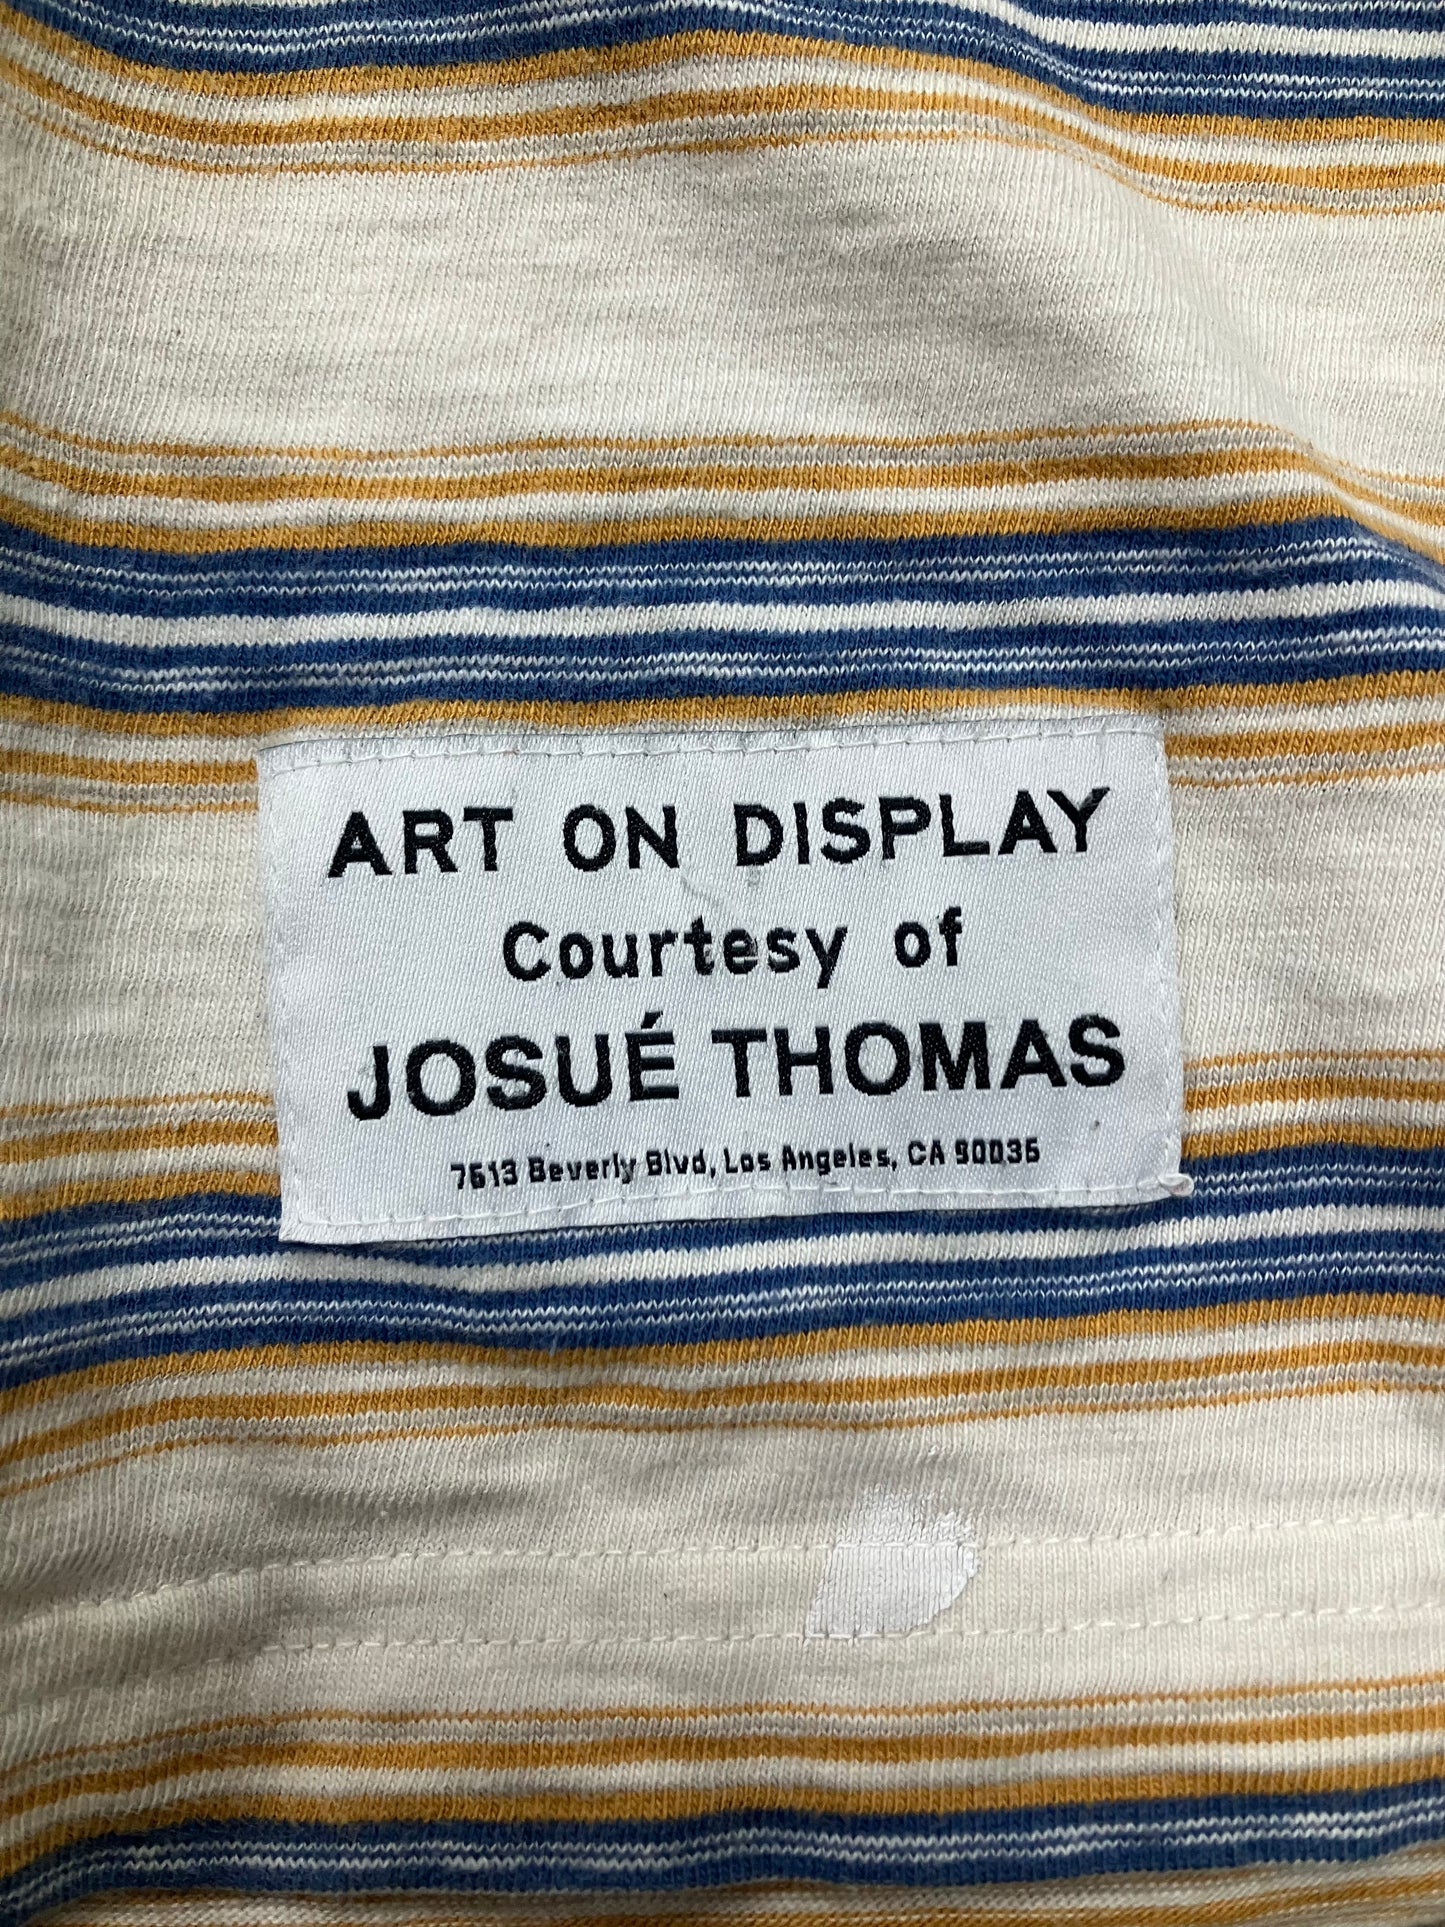 ART ON DISPLAY
Courtesy of
JOSUÉ THOMAS
7613 Beverly Blvd, Los Angeles, CA 90036